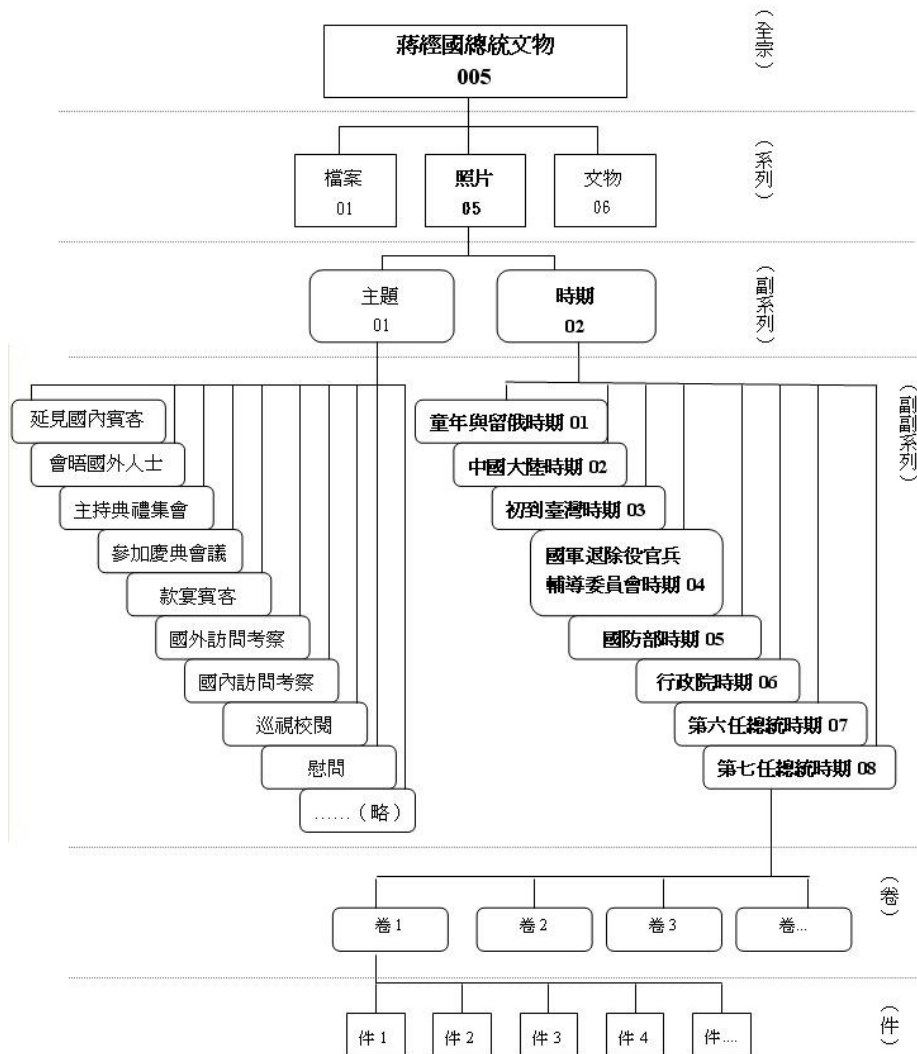 蔣經國總統文物
005
（全宗）
檔案
01
照片
05
文物
06
（系列）
主題
01
時期
02
（副系列）
延見國內賓客
會晤國外人士
主持典禮集會
參加慶典會議
款宴賓客
國外訪問考察
國內訪問考察
巡視校閱
慰問
......（略）
童年與留俄時期 01
中國大陸時期 02
初到臺灣時期 03
國軍退除役官兵
輔導委員會時期 04
國防部時期 05
行政院時期 06
第六任總統時期 07
第七任總統時期 08
（副副系列）
卷 1
卷 2
卷 3
卷...
（卷）
件 1
件 2
件 3
件 4
件....
（件）